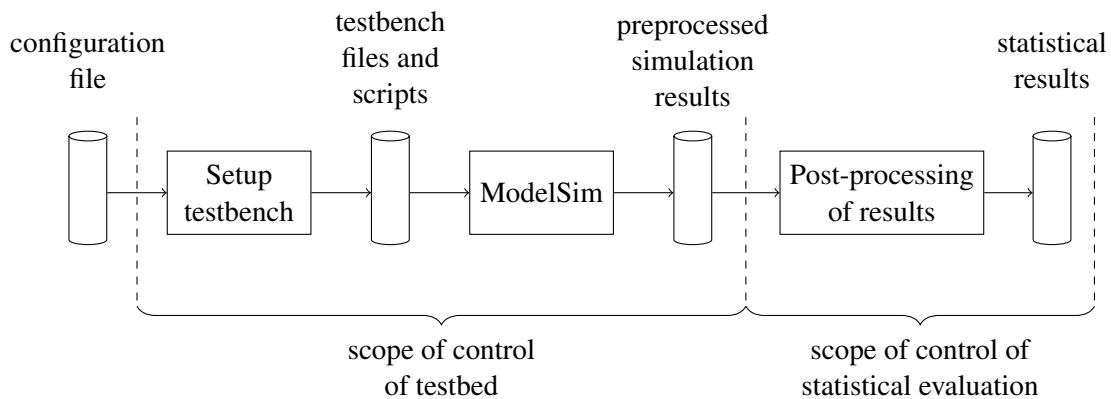 configuration
file
testbench
files and
scripts
preprocessed
simulation
results
statistical
results
Setup
testbench
ModelSim
Post-processing
of results
scope of control
of testbed
scope of control of
statistical evaluation